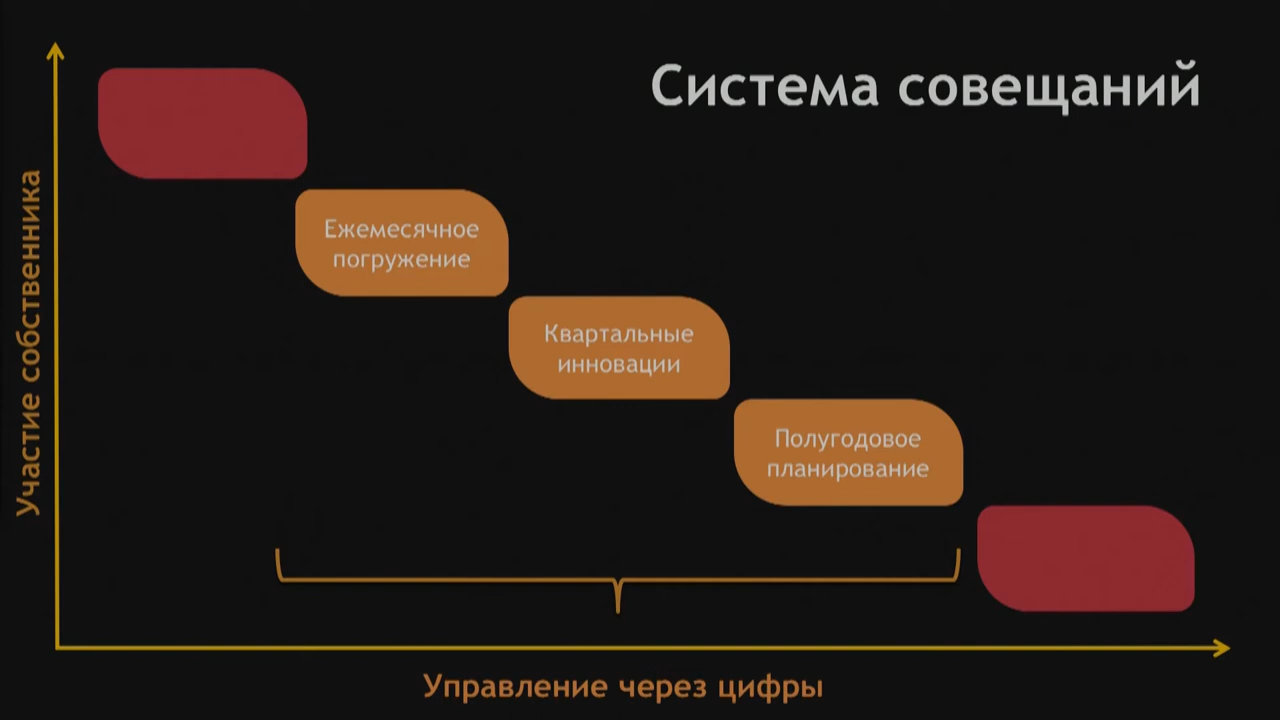 Система совещаний
Участие собственника
Ежемесячное
погружение
Квартальные
инновации
Полугодовое
планирование
Управление через цифры